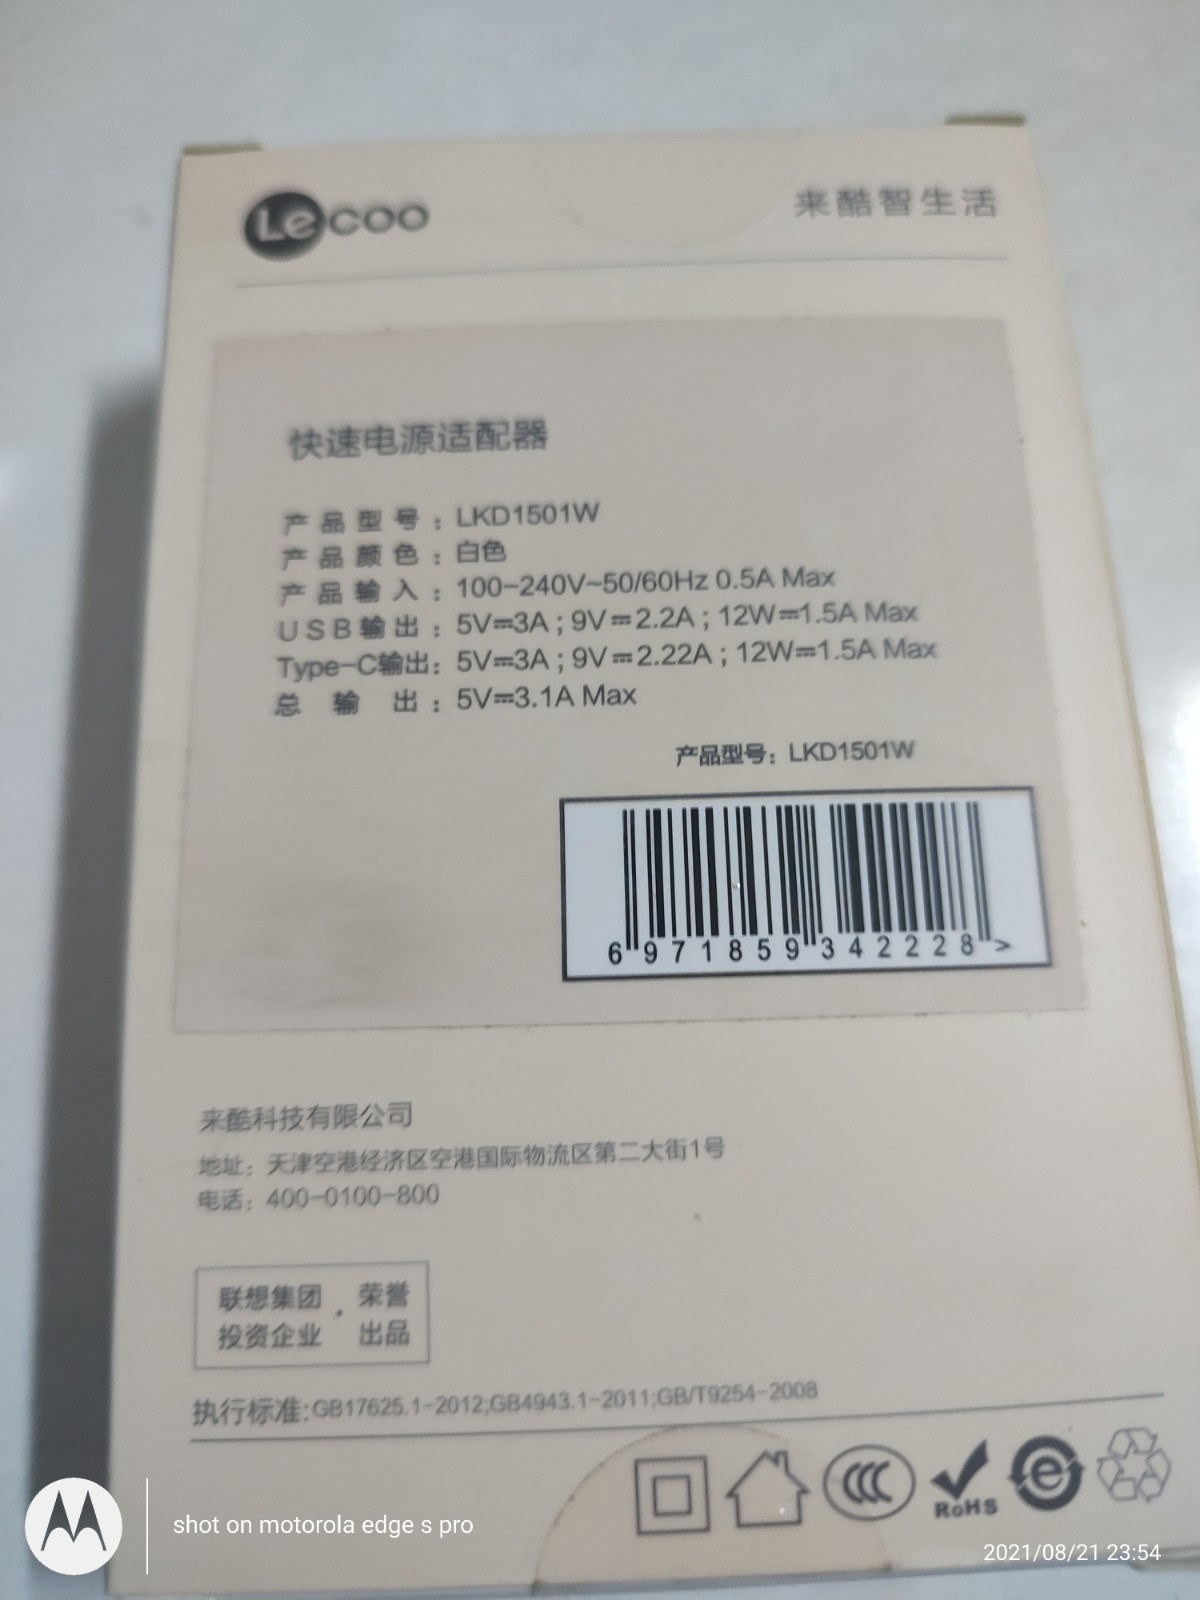 Lecoo
来酷智生活
快速电源适配器
产品型号：LKD1501W
产品颜色：白色
产品输入：100-240V~50/60Hz 0.5A Max
USB输出：5V⎓3A；9V⎓2.2A；12W⎓1.5A Max
Type-C输出：5V⎓3A；9V⎓2.22A；12W⎓1.5A Max
总输出：5V⎓3.1A Max
产品型号：LKD1501W
6 971859 342228 >
来酷科技有限公司
地址：天津空港经济区空港国际物流区第二大街1号
电话：400-0100-800
联想集团投资企业 · 荣誉出品
执行标准:GB17625.1-2012;GB4943.1-2011;GB/T9254-2008
CCC
RoHS
e
shot on motorola edge s pro
2021/08/21 23:54